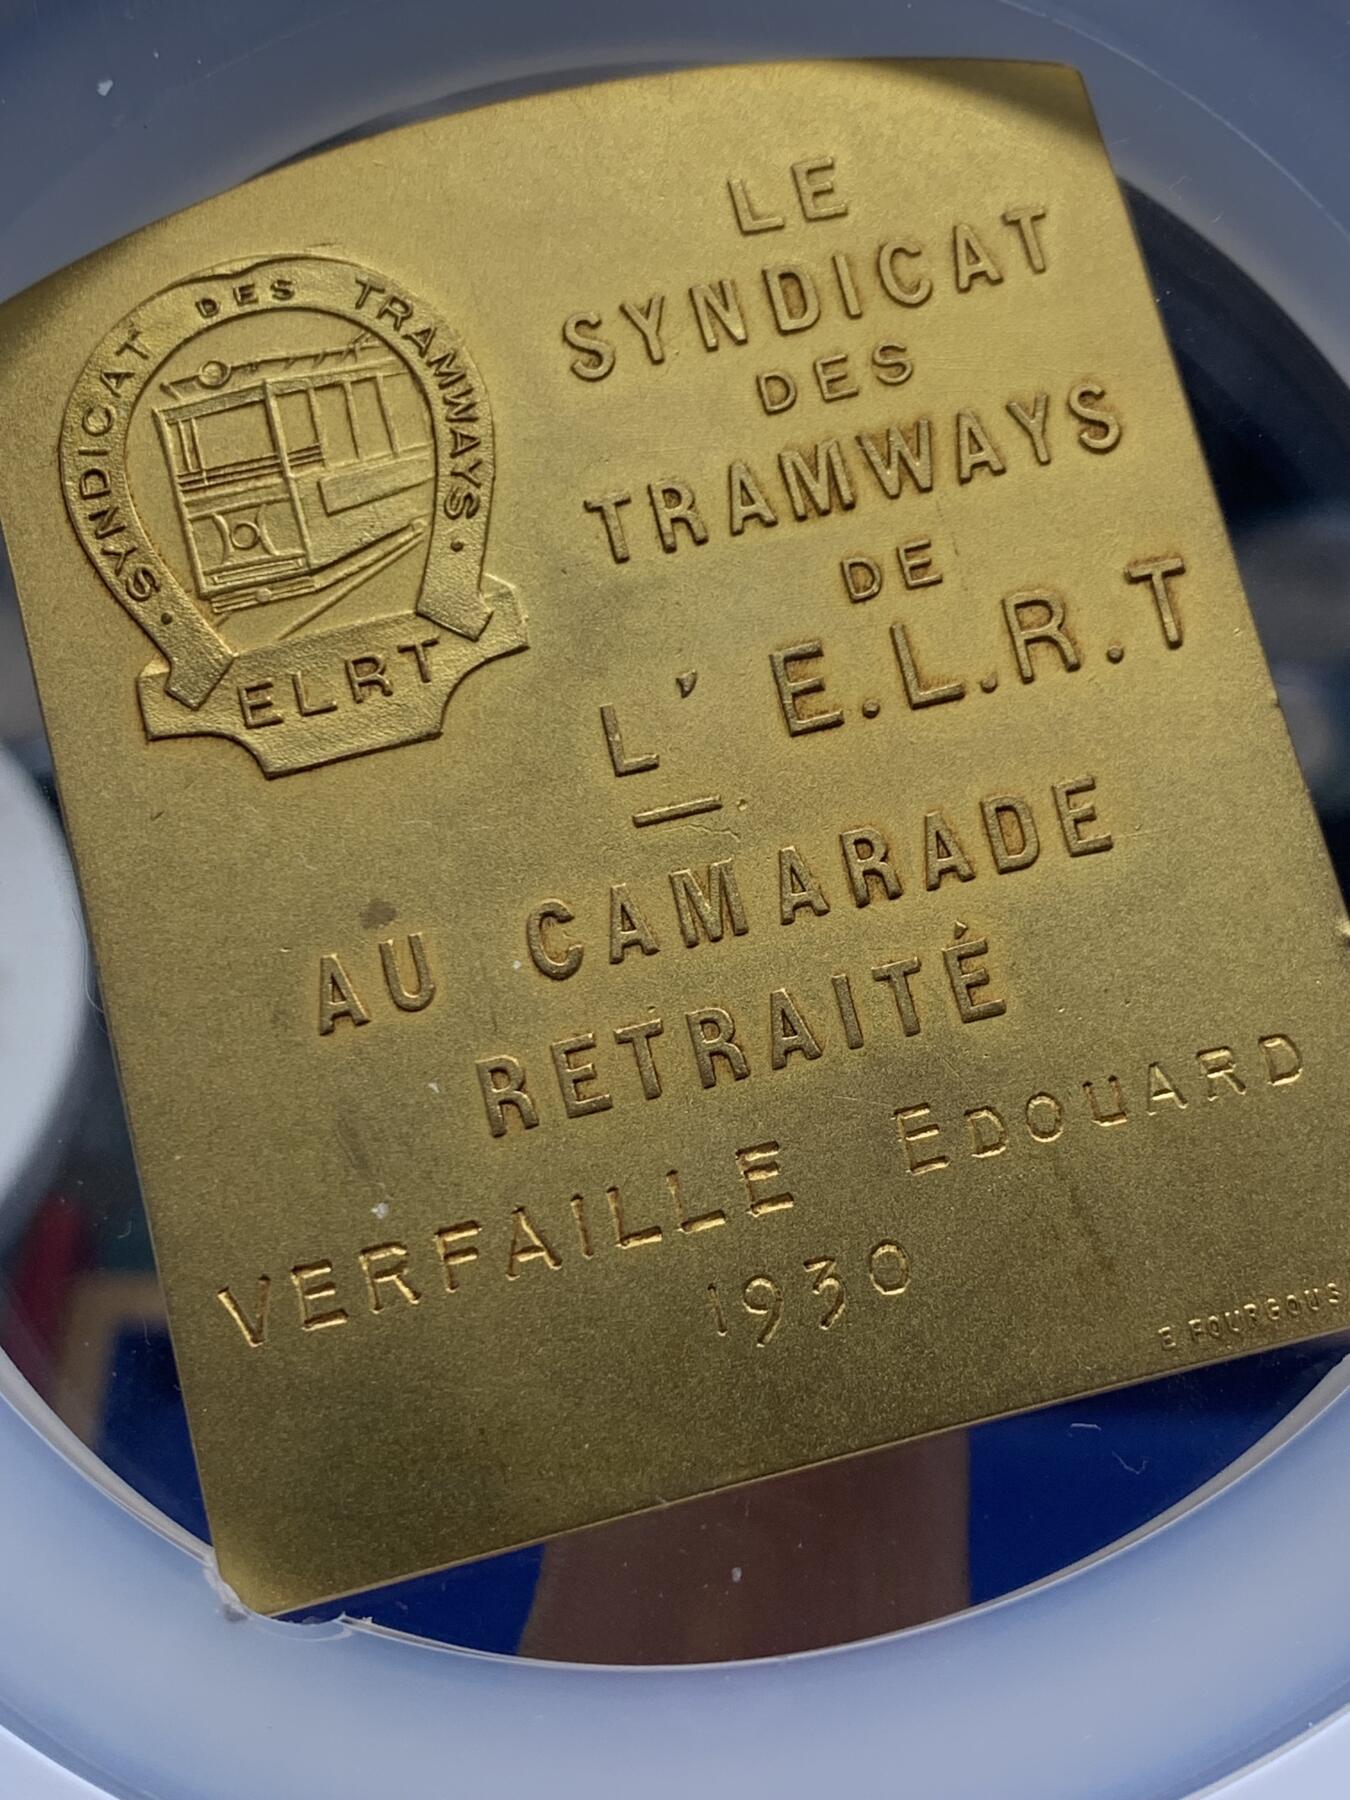 · SYNDICAT DES TRAMWAYS ·
ELRT
LE
SYNDICAT
DES
TRAMWAYS
DE
L' E.L.R.T
AU CAMARADE
RETRAITÉ
VERFAILLE EDOUARD
1930
E FOURGOUS